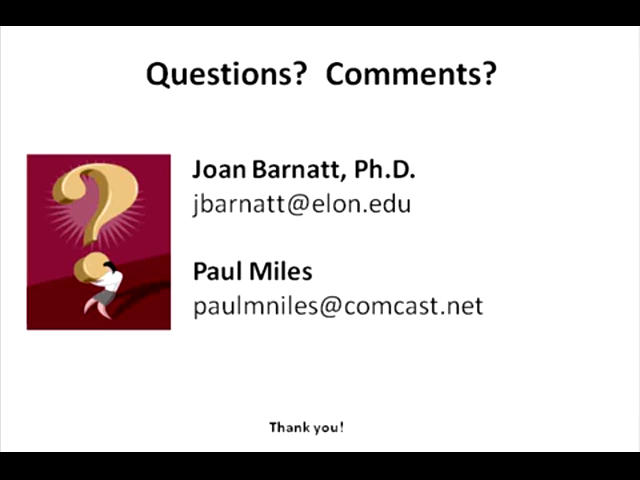 Questions? Comments?
Joan Barnatt, Ph.D.
jbarnatt@elon.edu
Paul Miles
paulmniles@comcast.net
Thank you!